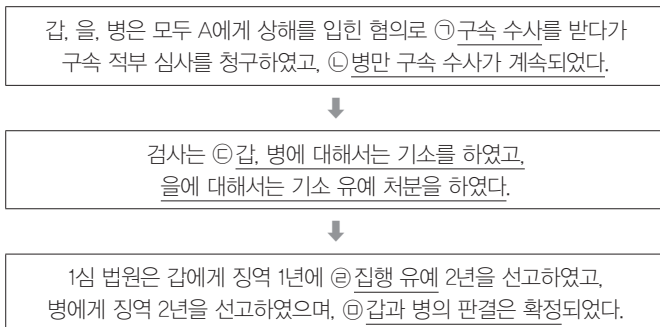 갑, 을, 병은 모두 A에게 상해를 입힌 혐의로 ㉠구속 수사를 받다가
구속 적부 심사를 청구하였고, ㉡병만 구속 수사가 계속되었다.
검사는 ㉢갑, 병에 대해서는 기소를 하였고,
을에 대해서는 기소 유예 처분을 하였다.
1심 법원은 갑에게 징역 1년에 ㉣집행 유예 2년을 선고하였고,
병에게 징역 2년을 선고하였으며, ㉤갑과 병의 판결은 확정되었다.